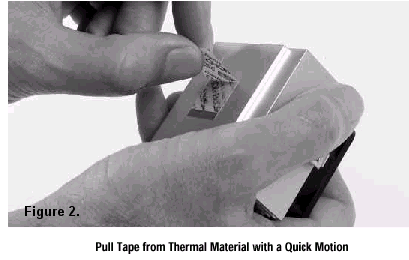 Figure 2.
Pull Tape from Thermal Material with a Quick Motion